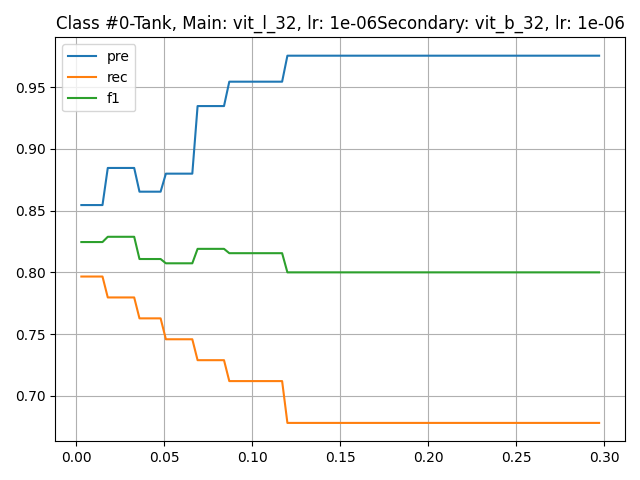 Class #0-Tank, Main: vit_l_32, lr: 1e-06Secondary: vit_b_32, lr: 1e-06
pre
rec
f1
0.95
0.90
0.85
0.80
0.75
0.70
0.00 0.05 0.10 0.15 0.20 0.25 0.30